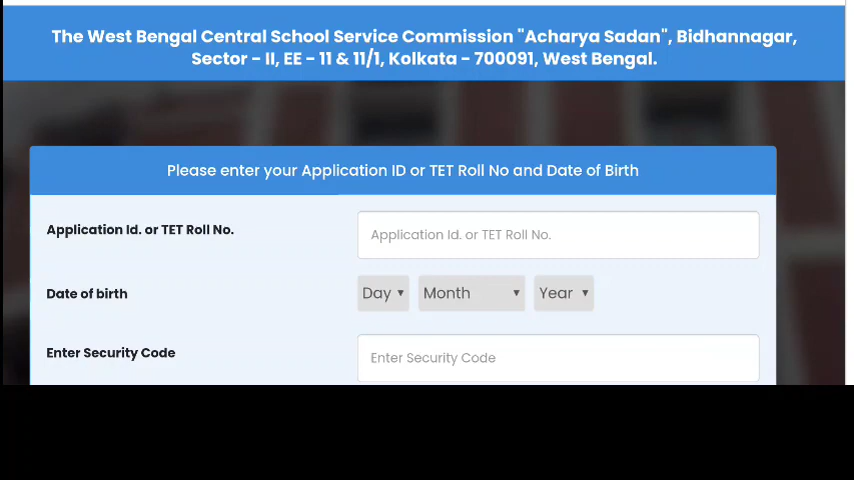 The West Bengal Central School Service Commission "Acharya Sadan", Bidhannagar,
Sector - II, EE - 11 & 11/1, Kolkata - 700091, West Bengal.
Please enter your Application ID or TET Roll No and Date of Birth
Application Id. or TET Roll No.
Application Id. or TET Roll No.
Date of birth
Day Month Year
Enter Security Code
Enter Security Code